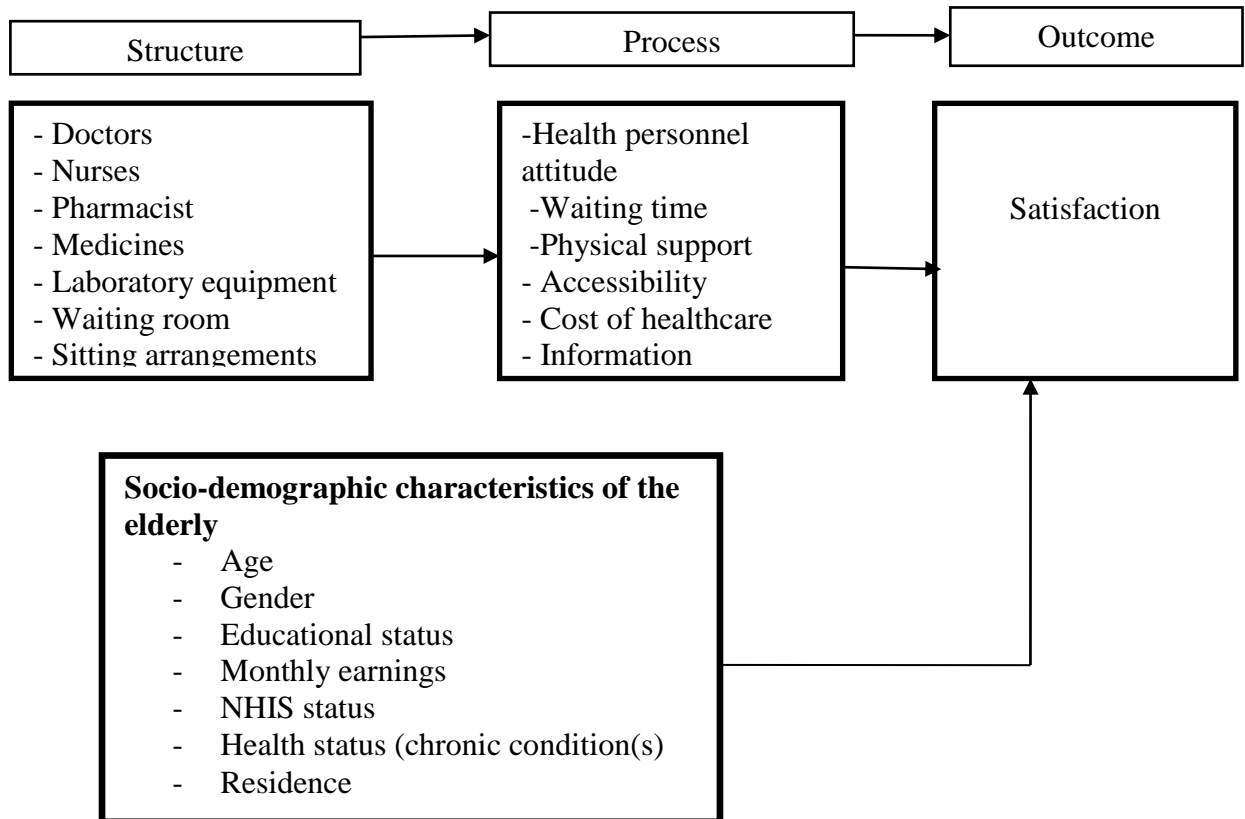 Structure
Process
Outcome
- Doctors
- Nurses
- Pharmacist
- Medicines
- Laboratory equipment
- Waiting room
- Sitting arrangements
-Health personnel
attitude
-Waiting time
-Physical support
- Accessibility
- Cost of healthcare
- Information
Satisfaction
Socio-demographic characteristics of the
elderly
- Age
- Gender
- Educational status
- Monthly earnings
- NHIS status
- Health status (chronic condition(s)
- Residence